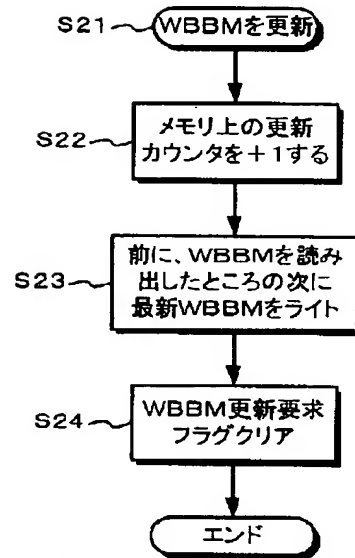 S21 WBBMを更新
メモリ上の更新
S22 カウンタを+1する
前に、WBBMを読み
S23 出したところの次に
最新WBBMをライト
S24 WBBM更新要求
フラグクリア
エンド